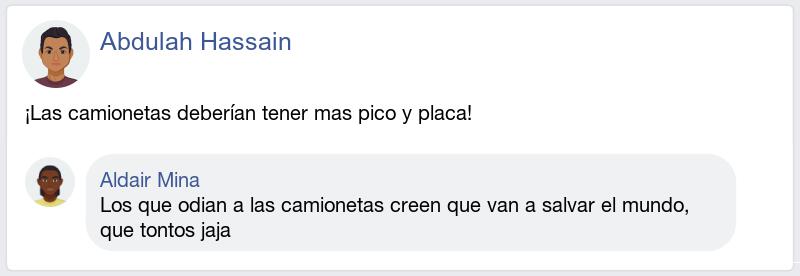 Abdulah Hassain
¡Las camionetas deberían tener mas pico y placa!
Aldair Mina
Los que odian a las camionetas creen que van a salvar el mundo,
que tontos jaja